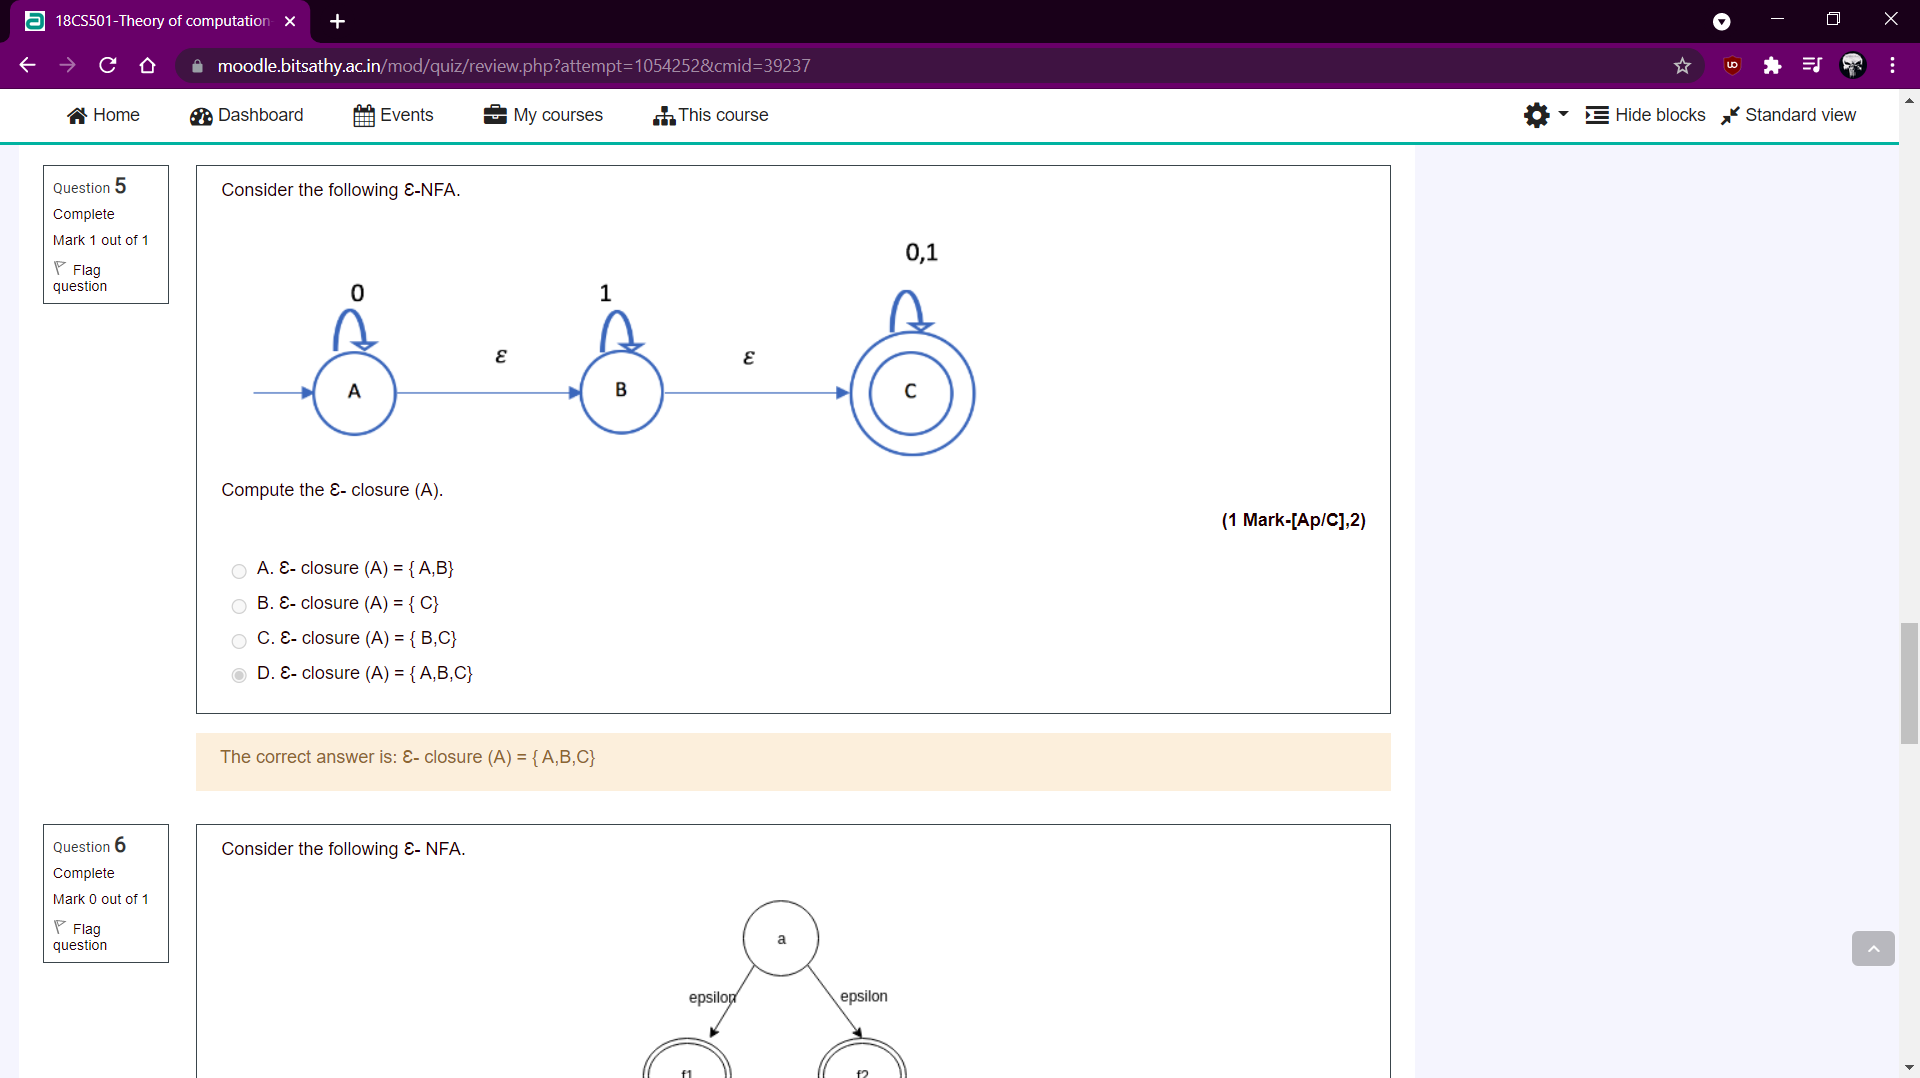 18CS501-Theory of computation
moodle.bitsathy.ac.in/mod/quiz/review.php?attempt=1054252&cmid=39237
Home Dashboard Events My courses This course Hide blocks Standard view
Question 5
Complete
Mark 1 out of 1
Flag
question
Consider the following Ɛ-NFA.
0,1
0
1
ε
ε
A
B
C
Compute the Ɛ- closure (A).
(1 Mark-[Ap/C],2)
A. Ɛ- closure (A) = { A,B}
B. Ɛ- closure (A) = { C}
C. Ɛ- closure (A) = { B,C}
D. Ɛ- closure (A) = { A,B,C}
The correct answer is: Ɛ- closure (A) = { A,B,C}
Question 6
Complete
Mark 0 out of 1
Flag
question
Consider the following Ɛ- NFA.
a
epsilon
epsilon
f1
f2